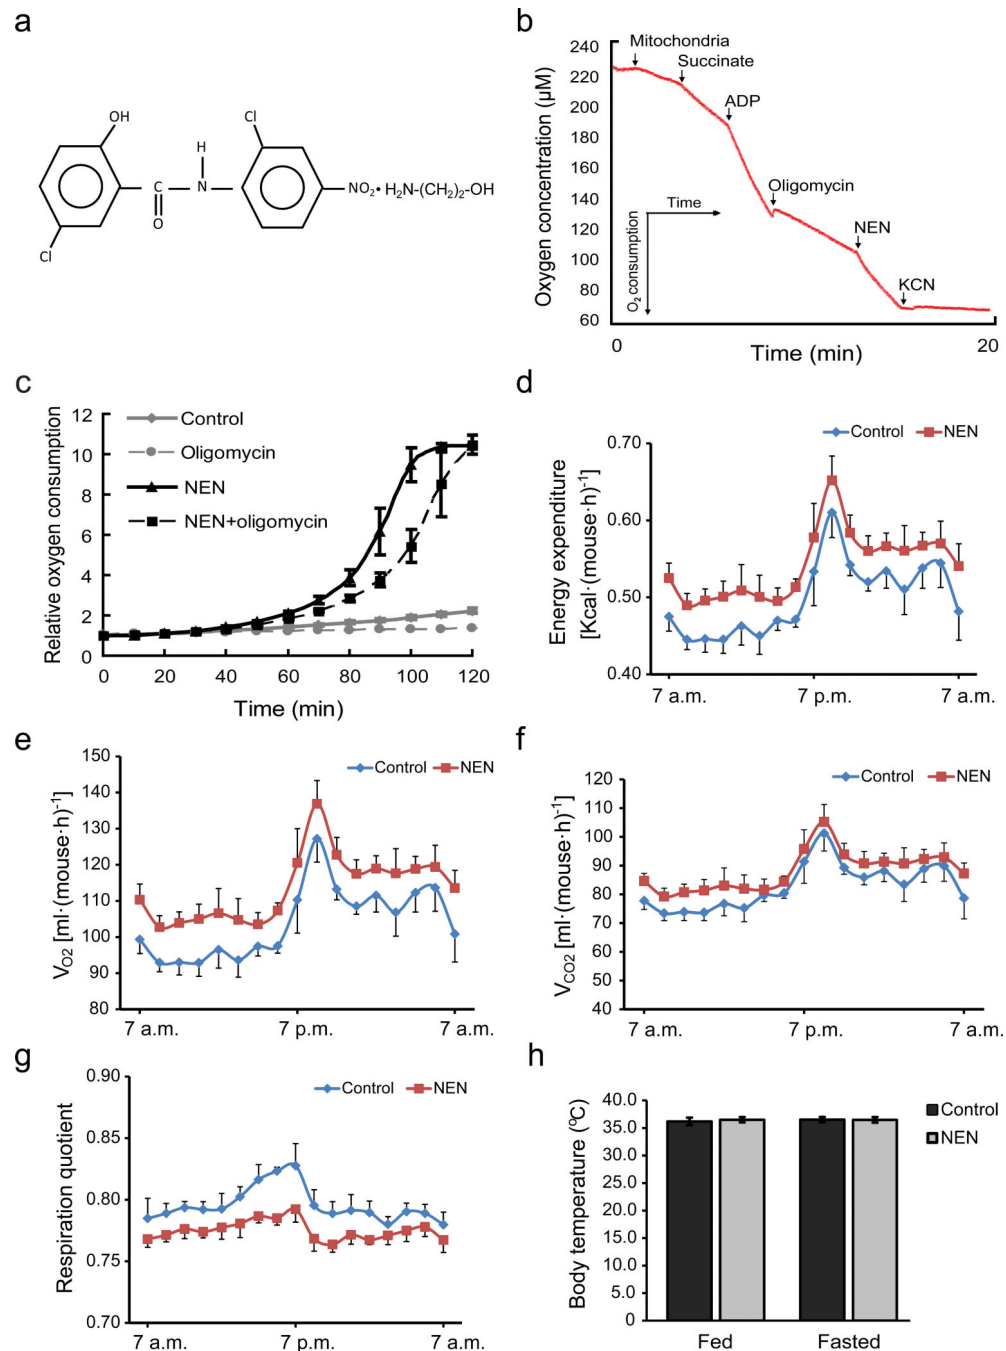 a
OH
Cl
H
C
N
O
Cl
NO₂• H₂N-(CH₂)₂-OH
b
Oxygen concentration (µM)
240
220
200
180
160
140
120
100
80
60
Mitochondria
Succinate
ADP
Oligomycin
NEN
KCN
Time
O₂ consumption
0
20
Time (min)
c
Relative oxygen consumption
12
10
8
6
4
2
0
Control
Oligomycin
NEN
NEN+oligomycin
0 20 40 60 80 100 120
Time (min)
d
Control NEN
Energy expenditure
[Kcal·(mouse·h)⁻¹]
0.70
0.60
0.50
0.40
7 a.m. 7 p.m. 7 a.m.
e
Control NEN
V_O2 [ml·(mouse·h)⁻¹]
150
140
130
120
110
100
90
80
7 a.m. 7 p.m. 7 a.m.
f
Control NEN
V_CO2 [ml·(mouse·h)⁻¹]
120
110
100
90
80
70
60
50
40
7 a.m. 7 p.m. 7 a.m.
g
Control NEN
Respiration quotient
0.90
0.85
0.80
0.75
0.70
7 a.m. 7 p.m. 7 a.m.
h
Body temperature (ºC)
40.0
35.0
30.0
25.0
20.0
15.0
10.0
5.0
0
Control
NEN
Fed Fasted